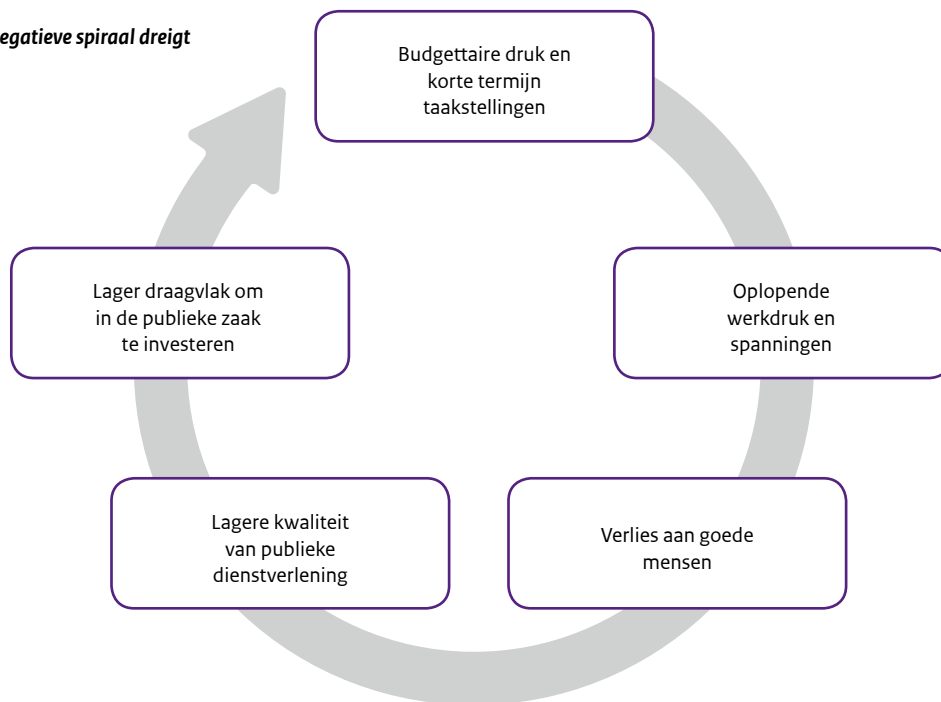 egatieve spiraal dreigt
Budgettaire druk en
korte termijn
taakstellingen
Oplopende
werkdruk en
spanningen
Verlies aan goede
mensen
Lagere kwaliteit
van publieke
dienstverlening
Lager draagvlak om
in de publieke zaak
te investeren